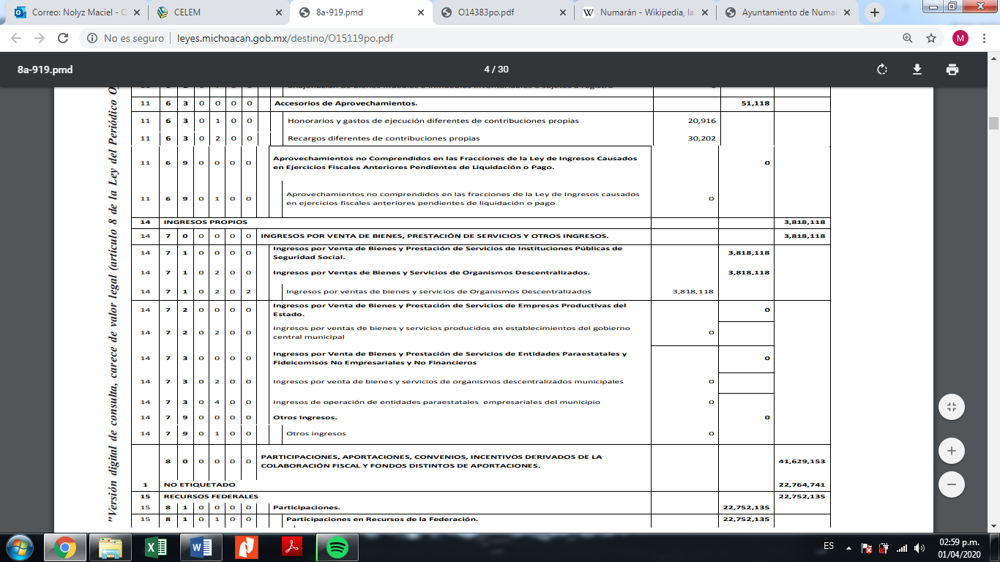 Correo: Nolyz Maciel - O
CELEM
8a-919.pmd
O14383po.pdf
Numarán - Wikipedia, la
Ayuntamiento de Numar
No es seguro | leyes.michoacan.gob.mx/destino/O15119po.pdf
M
8a-919.pmd
4 / 30
"Versión digital de consulta, carece de valor legal (artículo 8 de la Ley del Periódico O
11 6 3 0 0 0 0 Accesorios de Aprovechamientos. 51,118
11 6 3 0 1 0 0 Honorarios y gastos de ejecución diferentes de contribuciones propias 20,916
11 6 3 0 2 0 0 Recargos diferentes de contribuciones propias 30,202
11 6 9 0 0 0 0 Aprovechamientos no Comprendidos en las Fracciones de la Ley de Ingresos Causados 0
en Ejercicios Fiscales Anteriores Pendientes de Liquidación o Pago.
11 6 9 0 1 0 0 Aprovechamientos no comprendidos en las fracciones de la Ley de Ingresos causados 0
en ejercicios fiscales anteriores pendientes de liquidación o pago
14 INGRESOS PROPIOS 3,818,118
14 7 0 0 0 0 0 INGRESOS POR VENTA DE BIENES, PRESTACIÓN DE SERVICIOS Y OTROS INGRESOS. 3,818,118
14 7 1 0 0 0 0 Ingresos por Venta de Bienes y Prestación de Servicios de Instituciones Públicas de 3,818,118
Seguridad Social.
14 7 1 0 2 0 0 Ingresos por Ventas de Bienes y Servicios de Organismos Descentralizados. 3,818,118
14 7 1 0 2 0 2 Ingresos por ventas de bienes y servicios de Organismos Descentralizados 3,818,118
14 7 2 0 0 0 0 Ingresos por Venta de Bienes y Prestación de Servicios de Empresas Productivas del 0
Estado.
14 7 2 0 2 0 0 Ingresos por ventas de bienes y servicios producidos en establecimientos del gobierno 0
central municipal
14 7 3 0 0 0 0 Ingresos por Venta de Bienes y Prestación de Servicios de Entidades Paraestatales y 0
Fideicomisos No Empresariales y No Financieros
14 7 3 0 2 0 0 Ingresos por venta de bienes y servicios de organismos descentralizados municipales 0
14 7 3 0 4 0 0 Ingresos de operación de entidades paraestatales empresariales del municipio 0
14 7 9 0 0 0 0 Otros Ingresos. 0
14 7 9 0 1 0 0 Otros ingresos 0
8 0 0 0 0 0 PARTICIPACIONES, APORTACIONES, CONVENIOS, INCENTIVOS DERIVADOS DE LA 41,629,153
COLABORACIÓN FISCAL Y FONDOS DISTINTOS DE APORTACIONES.
1 NO ETIQUETADO 22,764,741
15 RECURSOS FEDERALES 22,752,135
15 8 1 0 0 0 0 Participaciones. 22,752,135
15 8 1 0 1 0 0 Participaciones en Recursos de la Federación. 22,752,135
ES
02:59 p.m.
01/04/2020